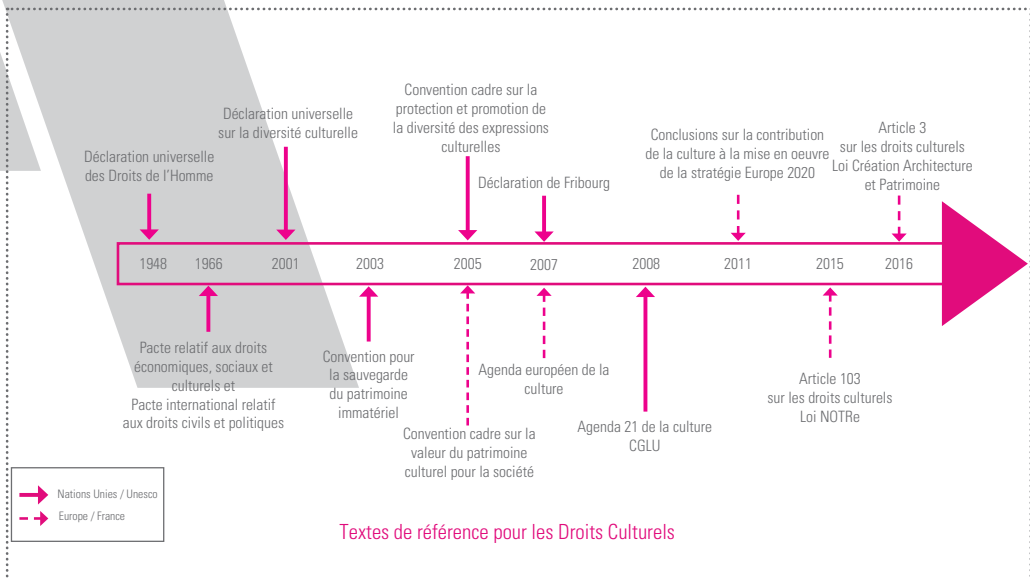 Convention cadre sur la
protection et promotion de
la diversité des expressions
culturelles
Déclaration universelle
sur la diversité culturelle
Déclaration universelle
des Droits de l'Homme
Déclaration de Fribourg
Conclusions sur la contribution
de la culture à la mise en oeuvre
de la stratégie Europe 2020
Article 3
sur les droits culturels
Loi Création Architecture
et Patrimoine
1948 1966 2001 2003 2005 2007 2008 2011 2015 2016
Pacte relatif aux droits
économiques, sociaux et
culturels et
Pacte international relatif
aux droits civils et politiques
Convention pour
la sauvegarde
du patrimoine
immatériel
Convention cadre sur la
valeur du patrimoine
culturel pour la société
Agenda européen de la
culture
Agenda 21 de la culture
CGLU
Article 103
sur les droits culturels
Loi NOTRe
Nations Unies / Unesco
Europe / France
Textes de référence pour les Droits Culturels